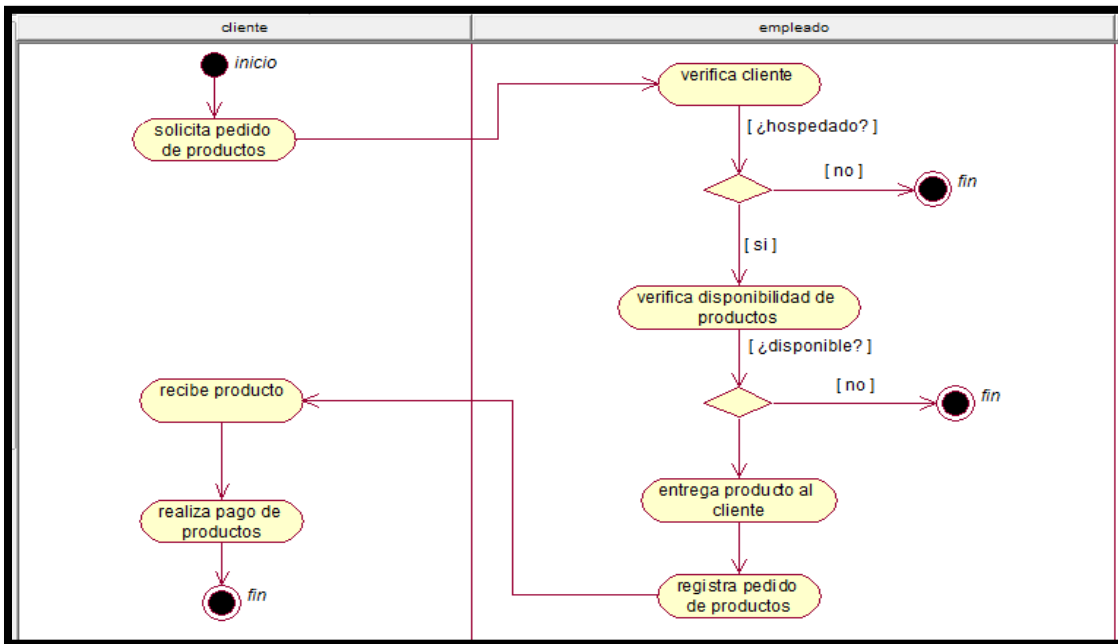 cliente
empleado
inicio
verifica cliente
solicita pedido
de productos
[ ¿hospedado? ]
[ no ]
fin
[ si ]
verifica disponibilidad de
productos
[ ¿disponible? ]
recibe producto
[ no ]
fin
entrega producto al
cliente
realiza pago de
productos
registra pedido
de productos
fin